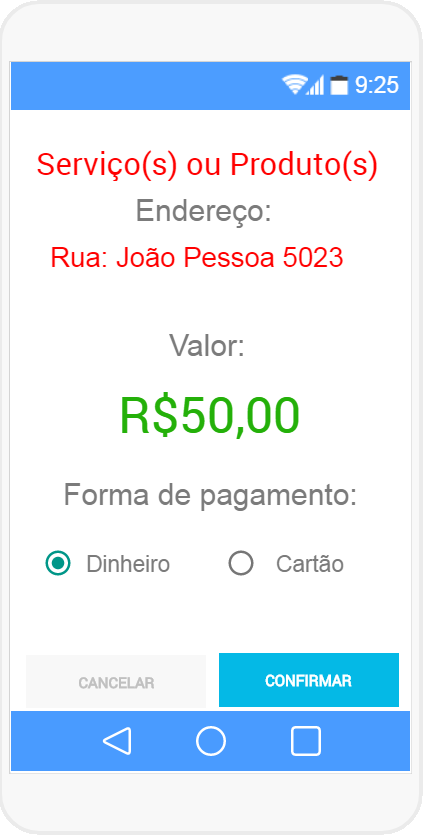 9:25
Serviço(s) ou Produto(s)
Endereço:
Rua: João Pessoa 5023
Valor:
R$50,00
Forma de pagamento:
Dinheiro Cartão
CANCELAR CONFIRMAR